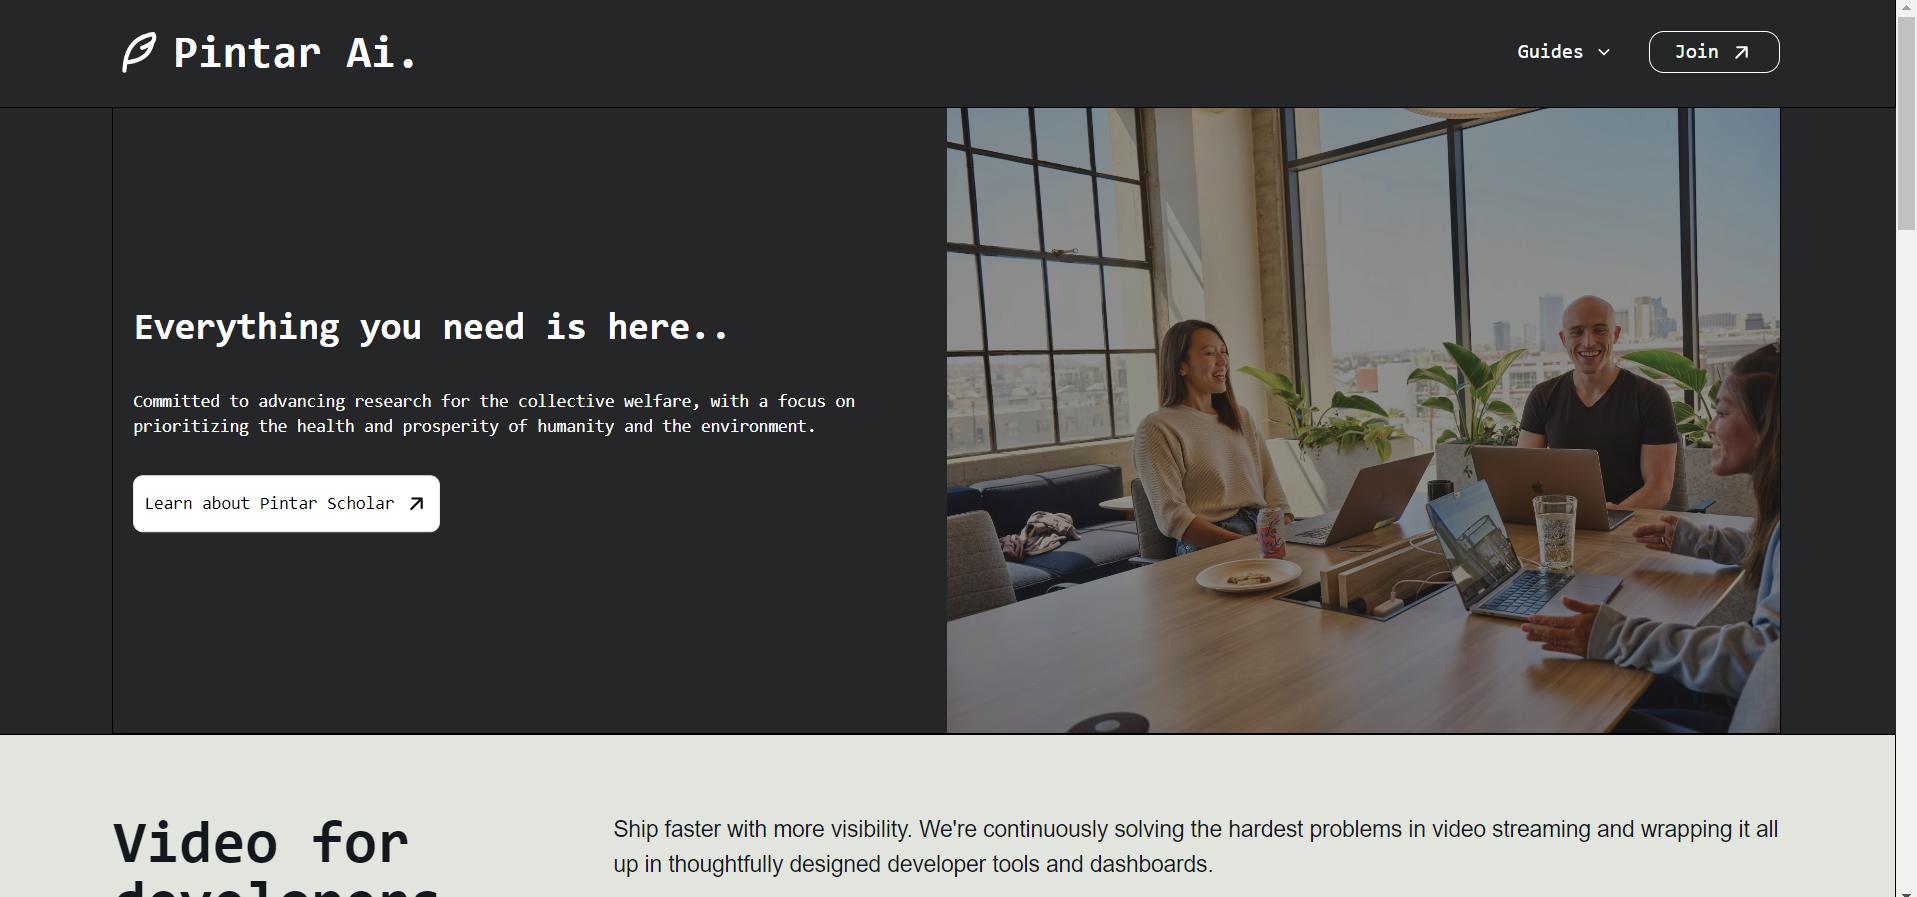 Pintar Ai.
Guides
Join
Everything you need is here..
Committed to advancing research for the collective welfare, with a focus on
prioritizing the health and prosperity of humanity and the environment.
Learn about Pintar Scholar
Video for
developers
Ship faster with more visibility. We're continuously solving the hardest problems in video streaming and wrapping it all
up in thoughtfully designed developer tools and dashboards.